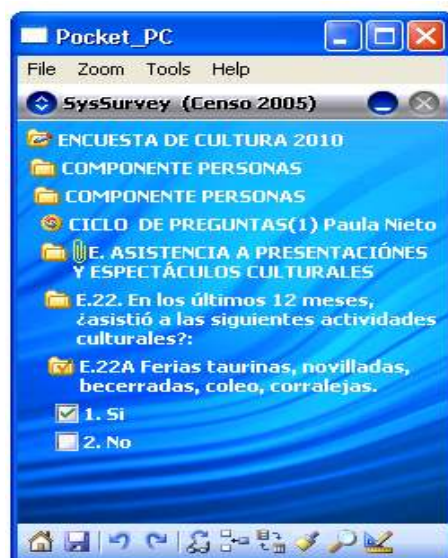 Pocket_PC
File Zoom Tools Help
SysSurvey (Censo 2005)
ENCUESTA DE CULTURA 2010
COMPONENTE PERSONAS
COMPONENTE PERSONAS
CICLO DE PREGUNTAS(1) Paula Nieto
E. ASISTENCIA A PRESENTACIÓNES
Y ESPECTÁCULOS CULTURALES
E.22. En los últimos 12 meses,
¿asistió a las siguientes actividades
culturales?:
E.22A Ferias taurinas, novilladas,
becerradas, coleo, corralejas.
1. Si
2. No